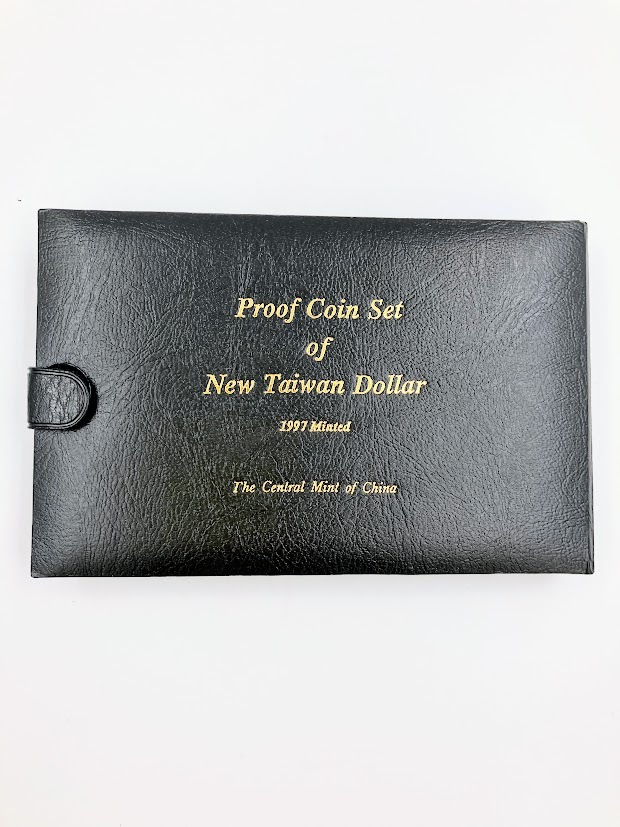 Proof Coin Set
of
New Taiwan Dollar
1997 Minted
The Central Mint of China